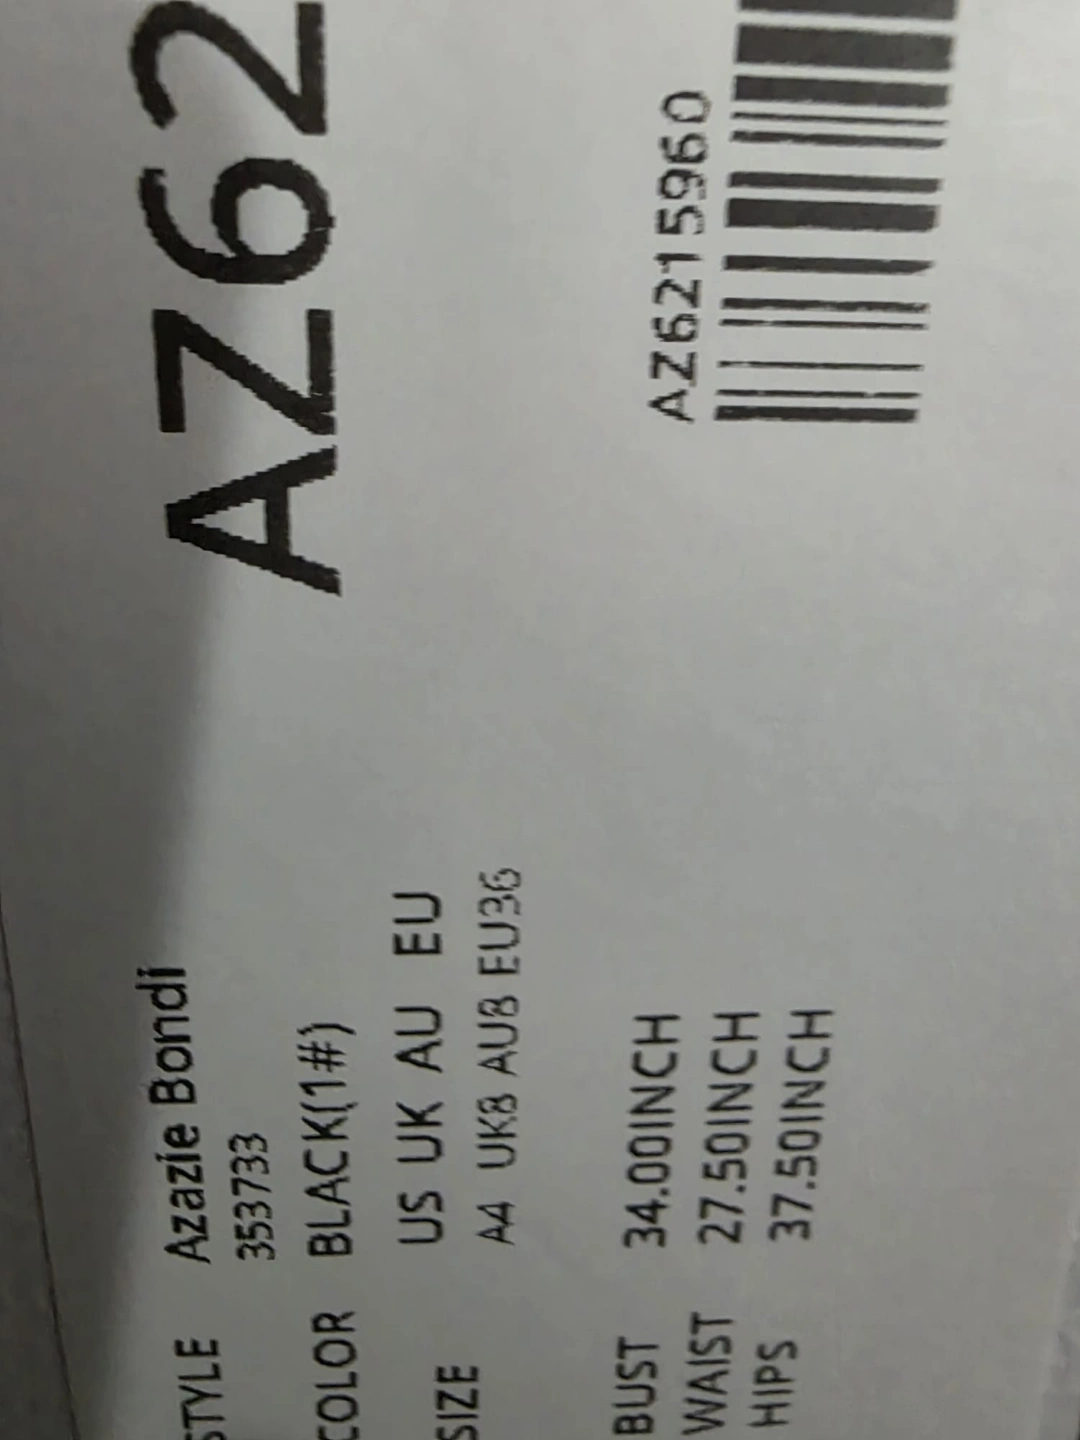 AZ62
AZ6215960
STYLE Azazie Bondi
353733
COLOR BLACK(1#)
US UK AU EU
SIZE A4 UK8 AU8 EU36
BUST 34.00INCH
WAIST 27.50INCH
HIPS 37.50INCH